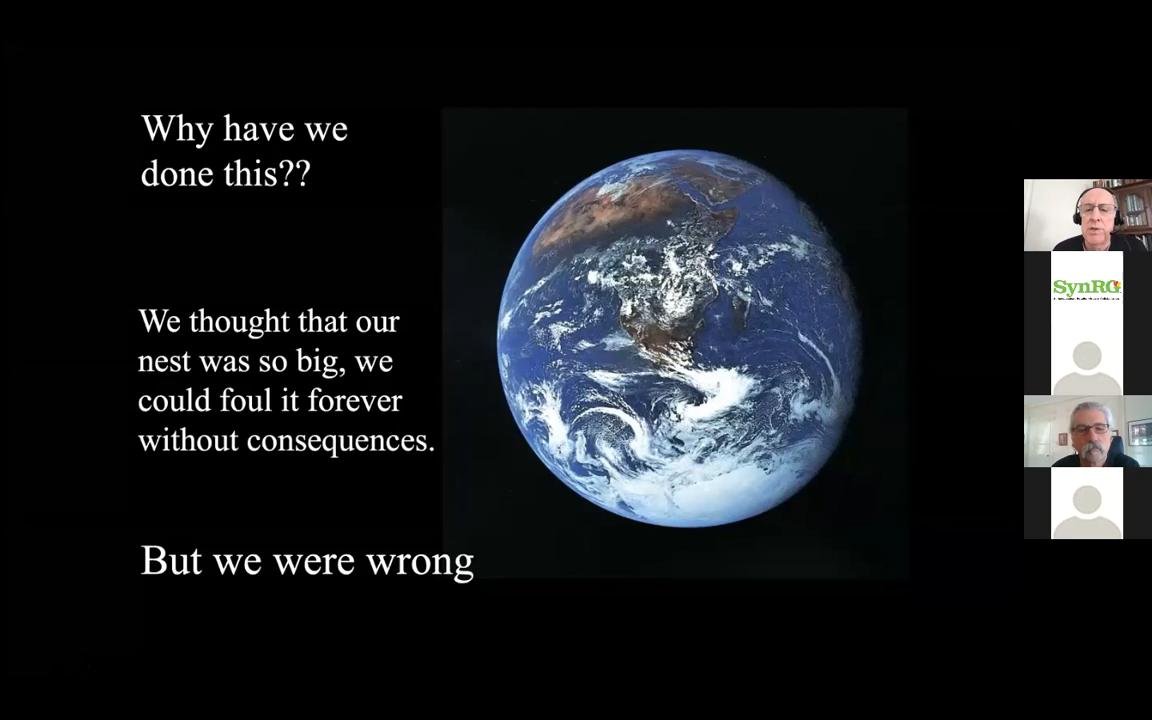 Why have we
done this??
We thought that our
nest was so big, we
could foul it forever
without consequences.
But we were wrong
SynRG